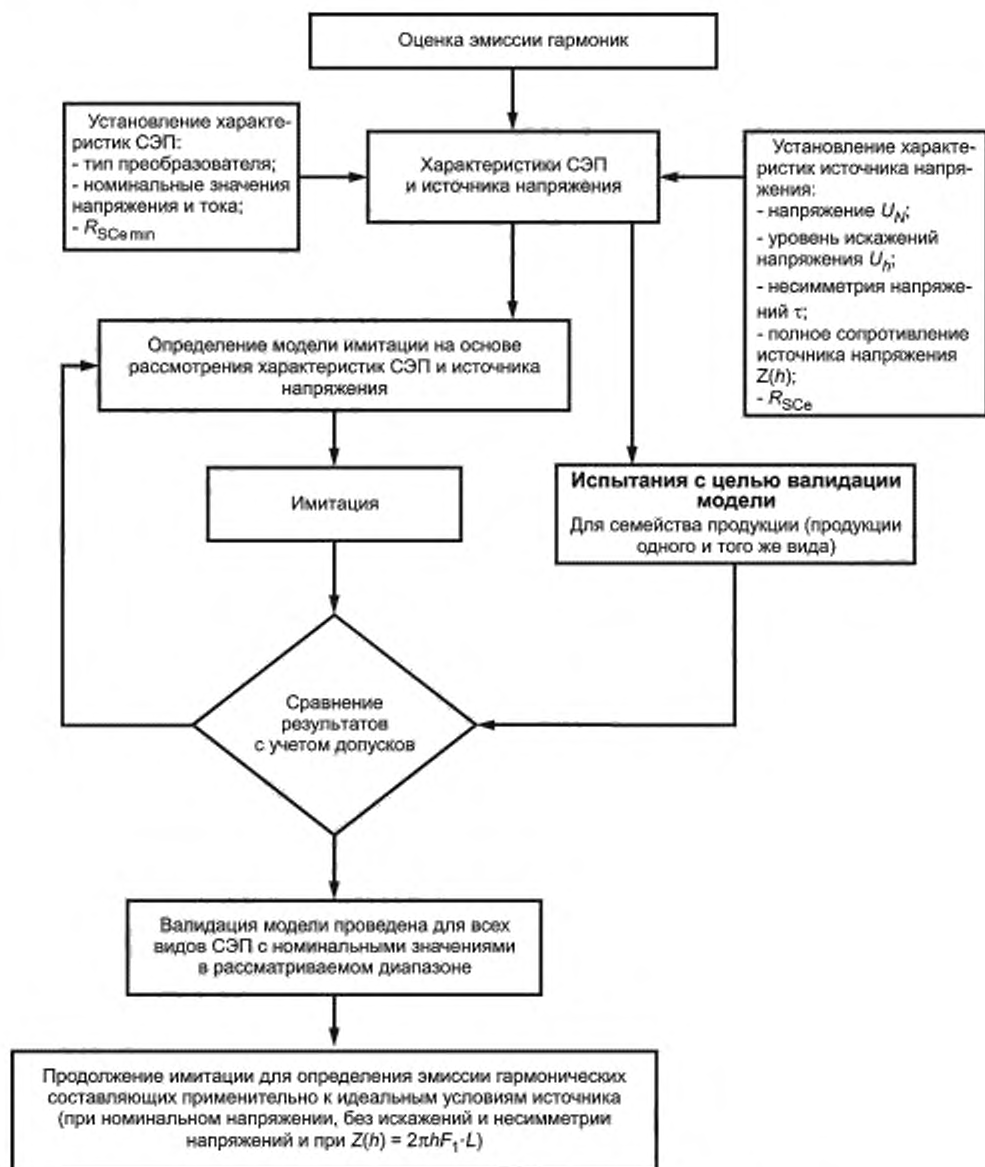 Оценка эмиссии гармоник
Установление характе-
ристик СЭП:
- тип преобразователя;
- номинальные значения
напряжения и тока;
- R_SCe min
Характеристики СЭП
и источника напряжения
Установление характе-
ристик источника напря-
жения:
- напряжение U_N;
- уровень искажений
напряжения U_h;
- несимметрия напряже-
ний τ;
- полное сопротивление
источника напряжения
Z(h);
- R_SCe
Определение модели имитации на основе
рассмотрения характеристик СЭП и источника
напряжения
Имитация
Испытания с целью валидации
модели
Для семейства продукции (продукции
одного и того же вида)
Сравнение
результатов
с учетом допусков
Валидация модели проведена для всех
видов СЭП с номинальными значениями
в рассматриваемом диапазоне
Продолжение имитации для определения эмиссии гармонических
составляющих применительно к идеальным условиям источника
(при номинальном напряжении, без искажений и несимметрии
напряжений и при Z(h) = 2πhF₁·L)